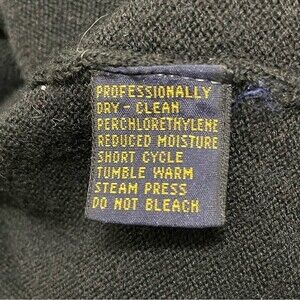 PROFESSIONALLY
DRY - CLEAN
PERCHLORETHYLENE
REDUCED MOISTURE
SHORT CYCLE
TUMBLE WARM
STEAM PRESS
DO NOT BLEACH